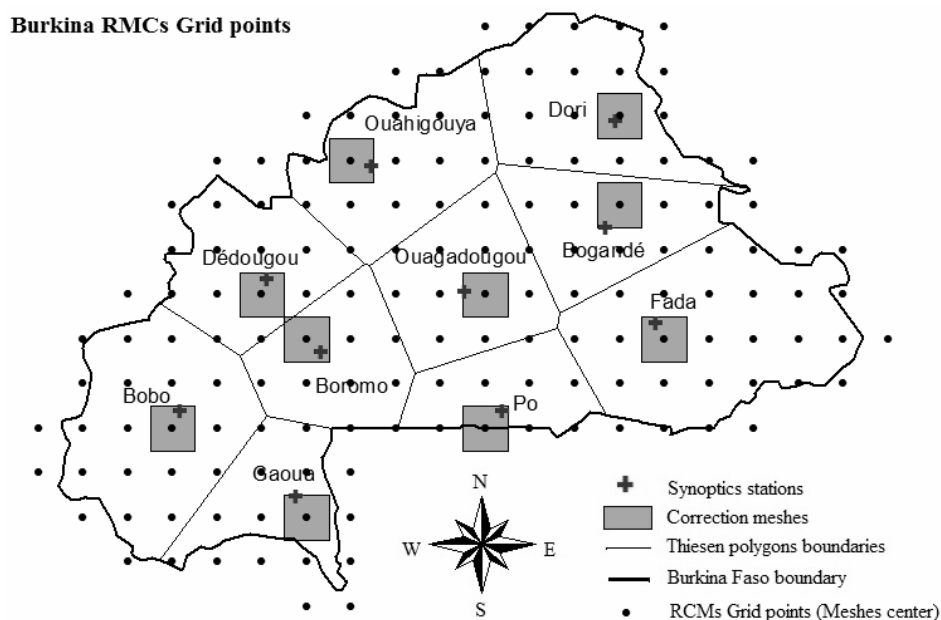 Burkina RMCs Grid points
Dori
Ouahigouya
Bogandé
Dédougou
Ouagadougou
Fada
Boromo
Bobo
Po
Gaoua
N
W
E
S
Synoptics stations
Correction meshes
Thiesen polygons boundaries
Burkina Faso boundary
RCMs Grid points (Meshes center)